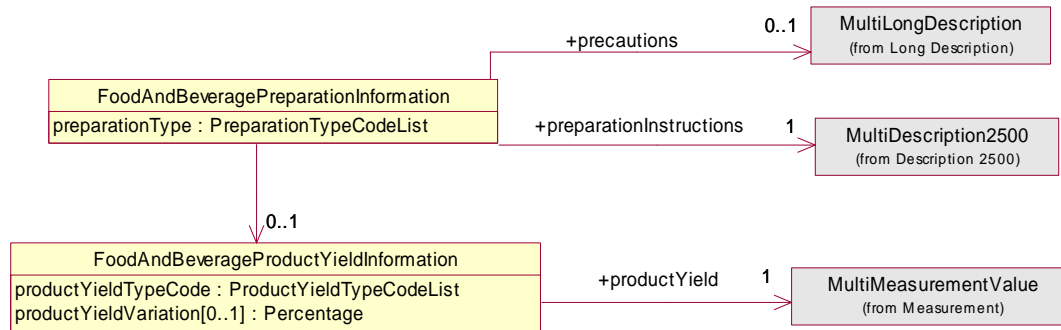 0..1
MultiLongDescription
(from Long Description)
+precautions
FoodAndBeveragePreparationInformation
preparationType : PreparationTypeCodeList
+preparationInstructions
1
MultiDescription2500
(from Description 2500)
0..1
FoodAndBeverageProductYieldInformation
productYieldTypeCode : ProductYieldTypeCodeList
productYieldVariation[0..1] : Percentage
+productYield
1
MultiMeasurementValue
(from Measurement)